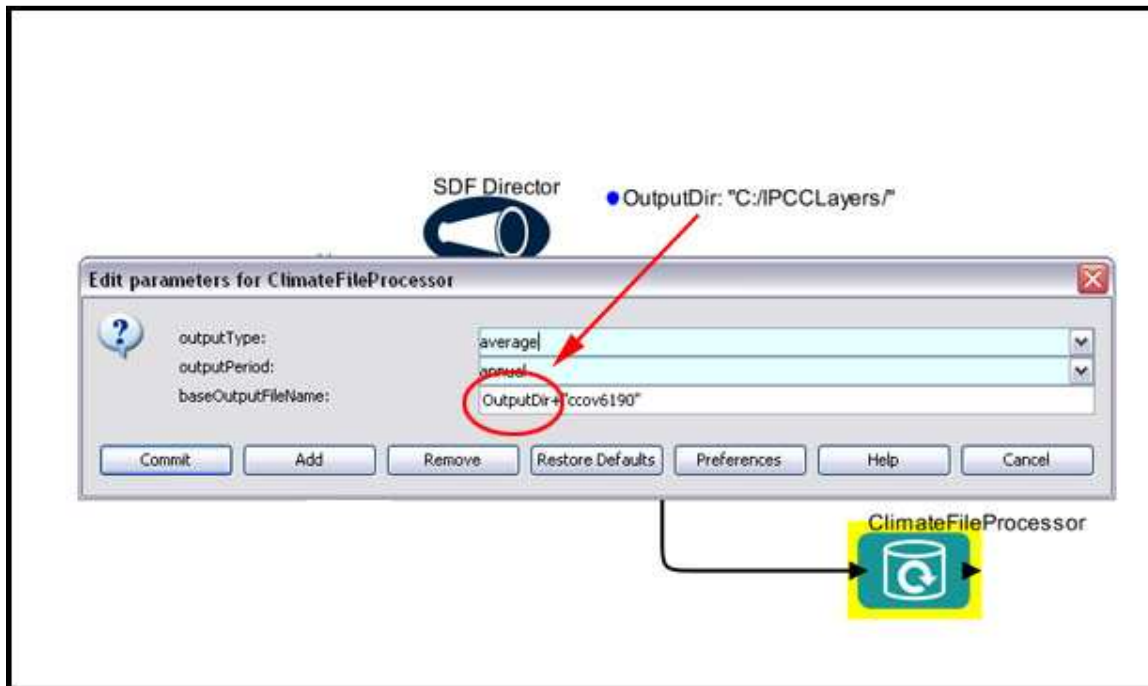 SDF Director
OutputDir: "C:/IPCCLayers/"
Edit parameters for ClimateFileProcessor
outputType:
average
outputPeriod:
annual
baseOutputFileName:
OutputDir+"ccov6190"
Commit
Add
Remove
Restore Defaults
Preferences
Help
Cancel
ClimateFileProcessor